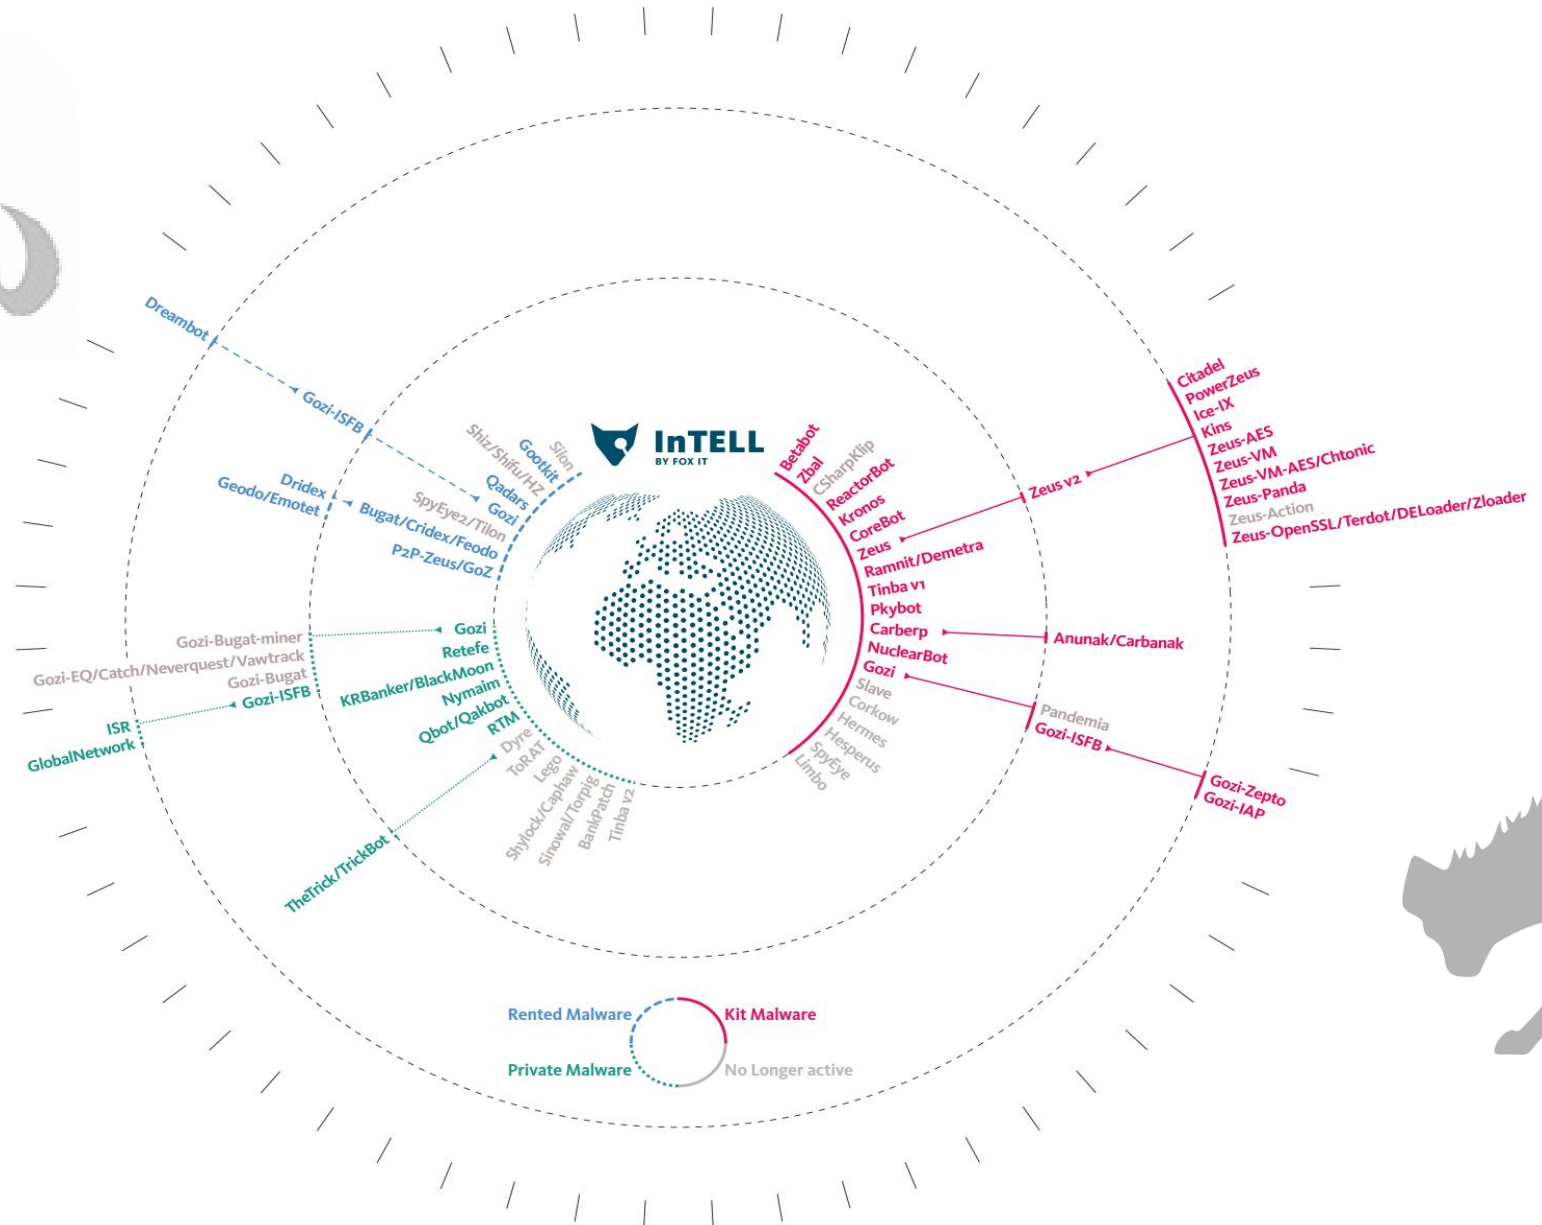 InTELL
BY FOX IT
Betabot
Zbal
CSharpKlip
ReactorBot
Kronos
CoreBot
Zeus
Ramnit/Demetra
Tinba v1
Pkybot
Carberp
NuclearBot
Gozi
Slave
Corkow
Hermes
Hesperus
SpyEye
Limbo
Zeus v2
Citadel
PowerZeus
Ice-IX
Kins
Zeus-AES
Zeus-VM
Zeus-VM-AES/Chtonic
Zeus-Panda
Zeus-Action
Zeus-OpenSSL/Terdot/DELoader/Zloader
Anunak/Carbanak
Pandemia
Gozi-ISFB
Gozi-Zepto
Gozi-IAP
Silon
Gootkit
Shiz/Shifu/HZ
Qadars
Gozi
SpyEye2/Tilon
Bugat/Cridex/Feodo
P2P-Zeus/GoZ
Gozi-ISFB
Dreambot
Dridex
Geodo/Emotet
Gozi
Retefe
KRBanker/BlackMoon
Nymaim
Qbot/Qakbot
RTM
Dyre
ToRAT
Lego
Shylock/Caphaw
Sinowal/Torpig
BankPatch
Tinba v2
Gozi-Bugat-miner
Gozi-EQ/Catch/Neverquest/Vawtrack
Gozi-Bugat
Gozi-ISFB
ISR
GlobalNetwork
TheTrick/TrickBot
Rented Malware
Kit Malware
Private Malware
No Longer active